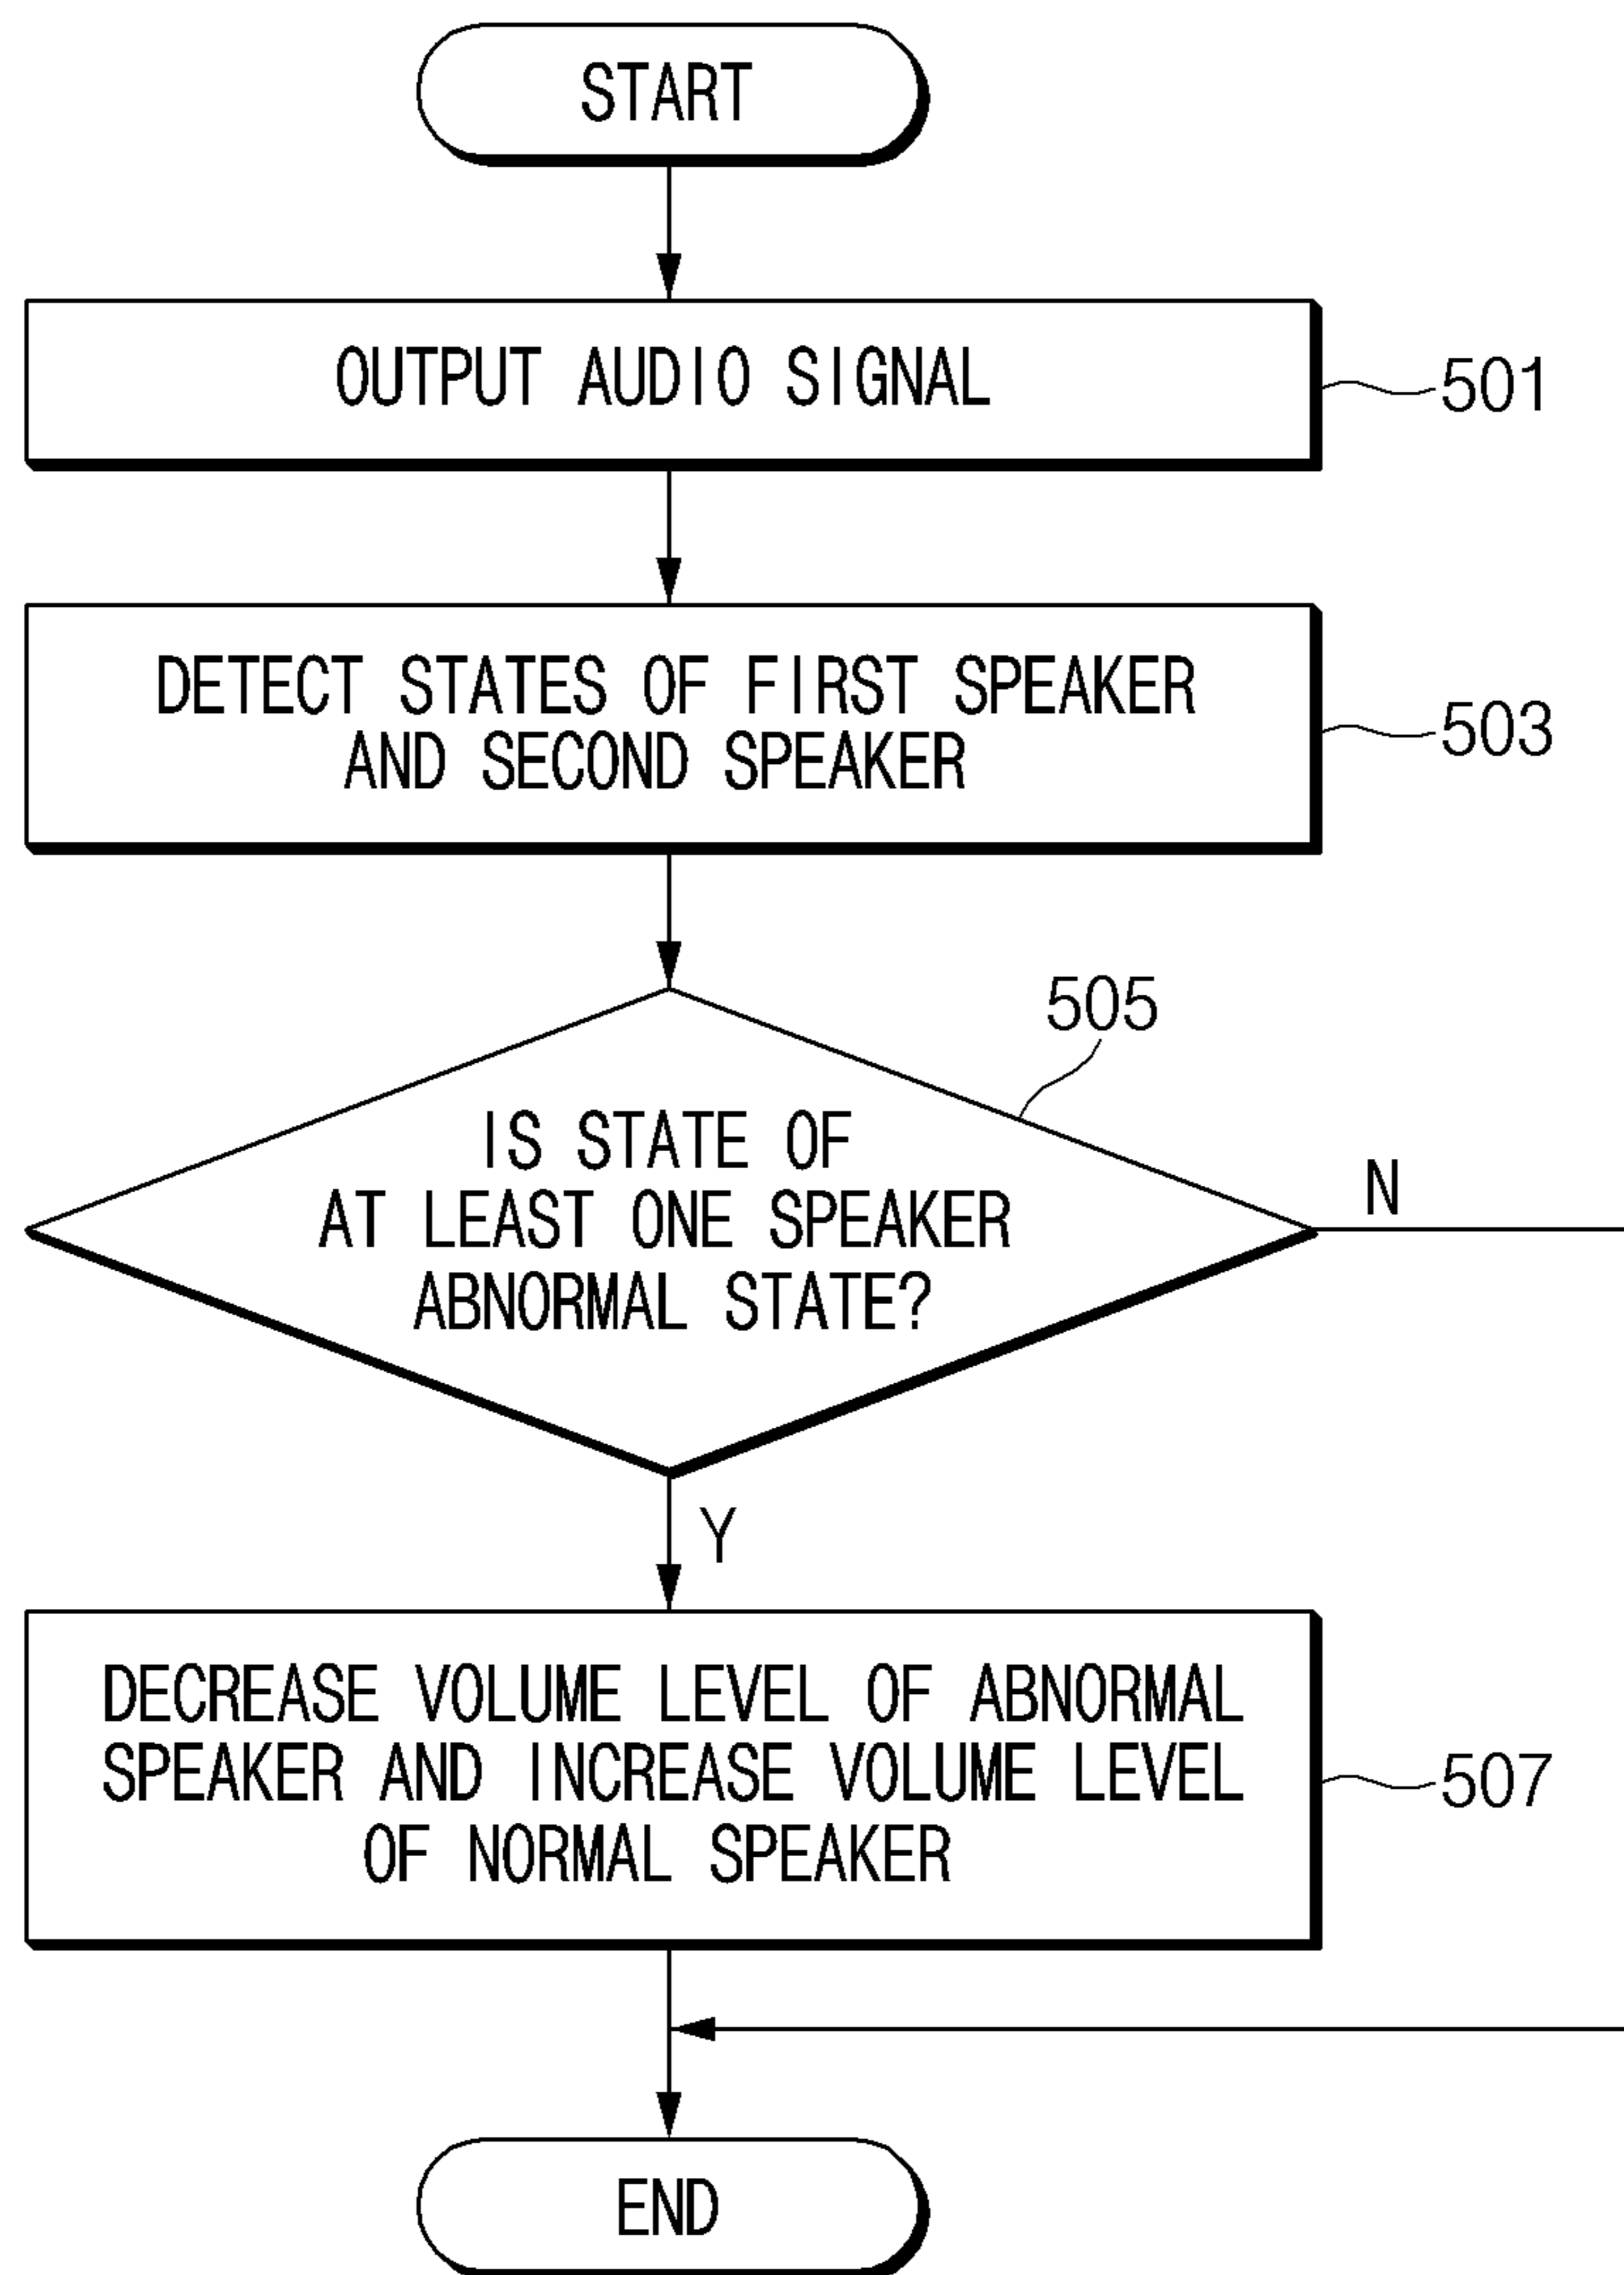 START
OUTPUT AUDIO SIGNAL
501
DETECT STATES OF FIRST SPEAKER
AND SECOND SPEAKER
503
505
IS STATE OF
AT LEAST ONE SPEAKER
ABNORMAL STATE?
N
Y
DECREASE VOLUME LEVEL OF ABNORMAL
SPEAKER AND INCREASE VOLUME LEVEL
OF NORMAL SPEAKER
507
END